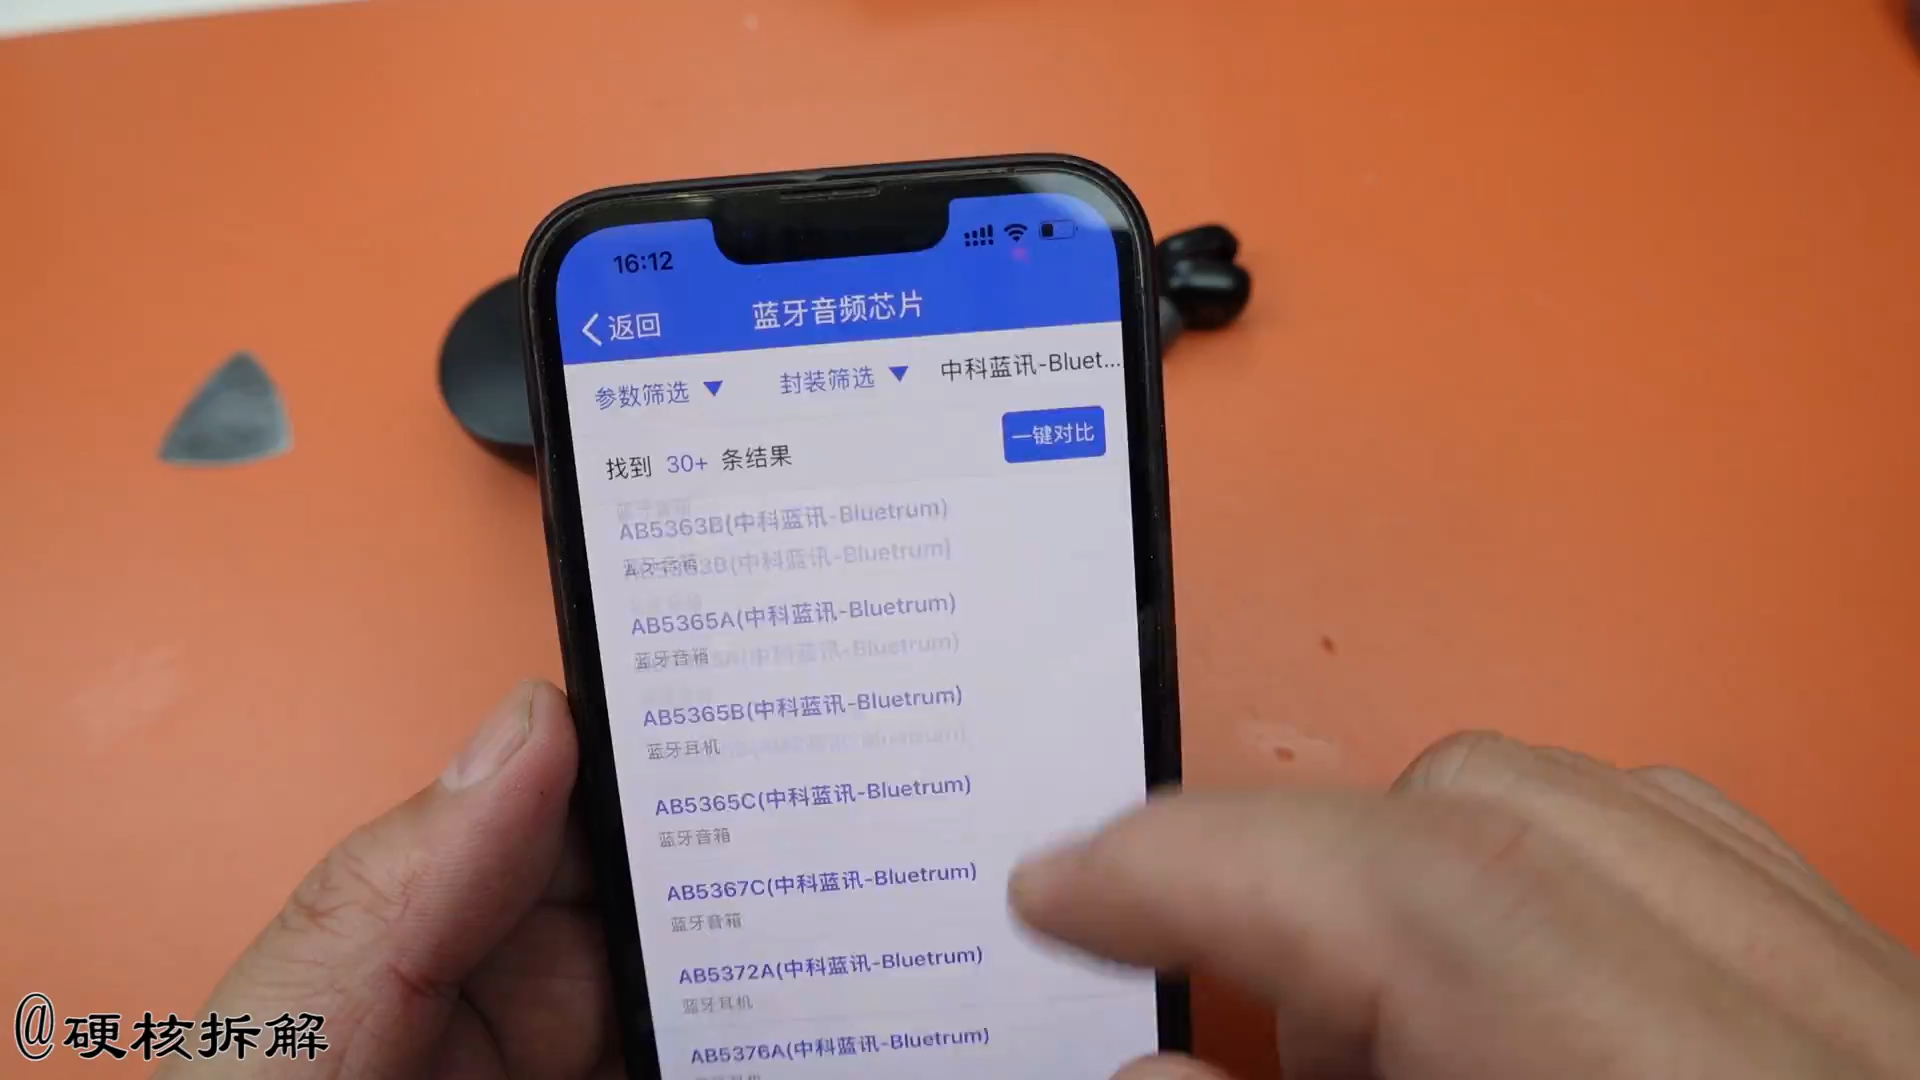 16:12
返回
蓝牙音频芯片
参数筛选 ▼ 封装筛选 ▼ 中科蓝讯-Bluet...
找到 30+ 条结果
一键对比
AB5363B(中科蓝讯-Bluetrum)
蓝牙音箱
AB5365A(中科蓝讯-Bluetrum)
蓝牙音箱
AB5365B(中科蓝讯-Bluetrum)
蓝牙耳机
AB5365C(中科蓝讯-Bluetrum)
蓝牙音箱
AB5367C(中科蓝讯-Bluetrum)
蓝牙音箱
AB5372A(中科蓝讯-Bluetrum)
蓝牙耳机
AB5376A(中科蓝讯-Bluetrum)
@硬核拆解